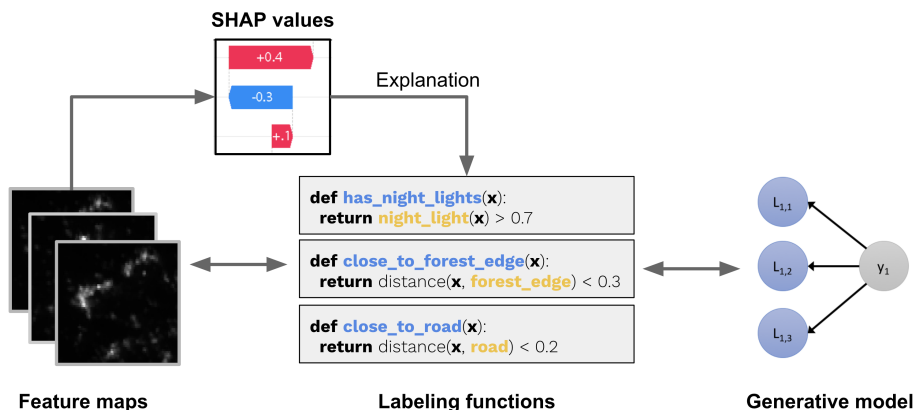 SHAP values
+0.4
-0.3
+.1
Explanation
def has_night_lights(x):
return night_light(x) > 0.7
def close_to_forest_edge(x):
return distance(x, forest_edge) < 0.3
def close_to_road(x):
return distance(x, road) < 0.2
L1,1
L1,2
L1,3
y1
Feature maps
Labeling functions
Generative model